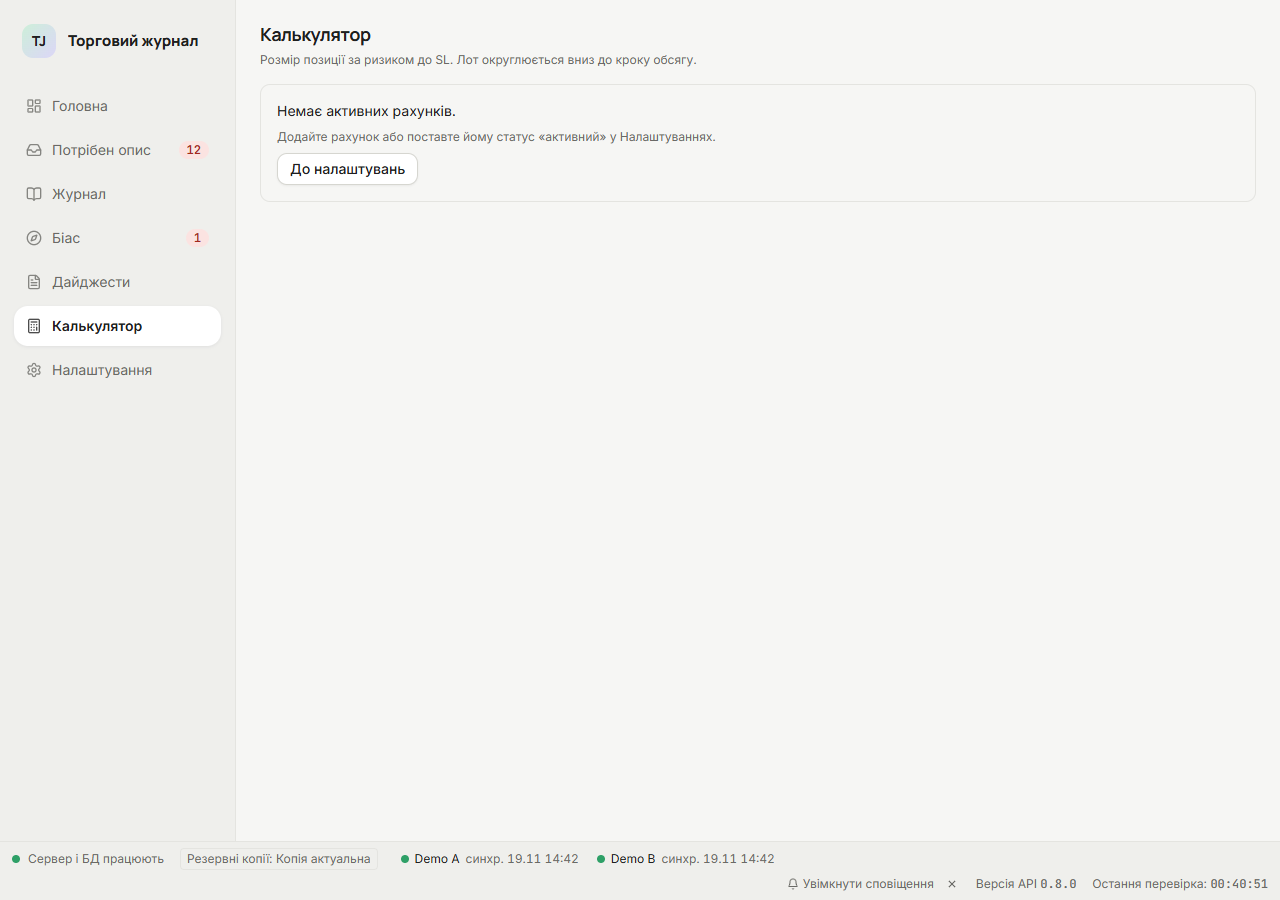 TJ Торговий журнал
Головна
Потрібен опис 12
Журнал
Біас 1
Дайджести
Калькулятор
Налаштування
Калькулятор
Розмір позиції за ризиком до SL. Лот округлюється вниз до кроку обсягу.
Немає активних рахунків.
Додайте рахунок або поставте йому статус «активний» у Налаштуваннях.
До налаштувань
Сервер і БД працюють Резервні копії: Копія актуальна Demo A синхр. 19.11 14:42 Demo B синхр. 19.11 14:42
Увімкнути сповіщення × Версія API 0.8.0 Остання перевірка: 00:40:51